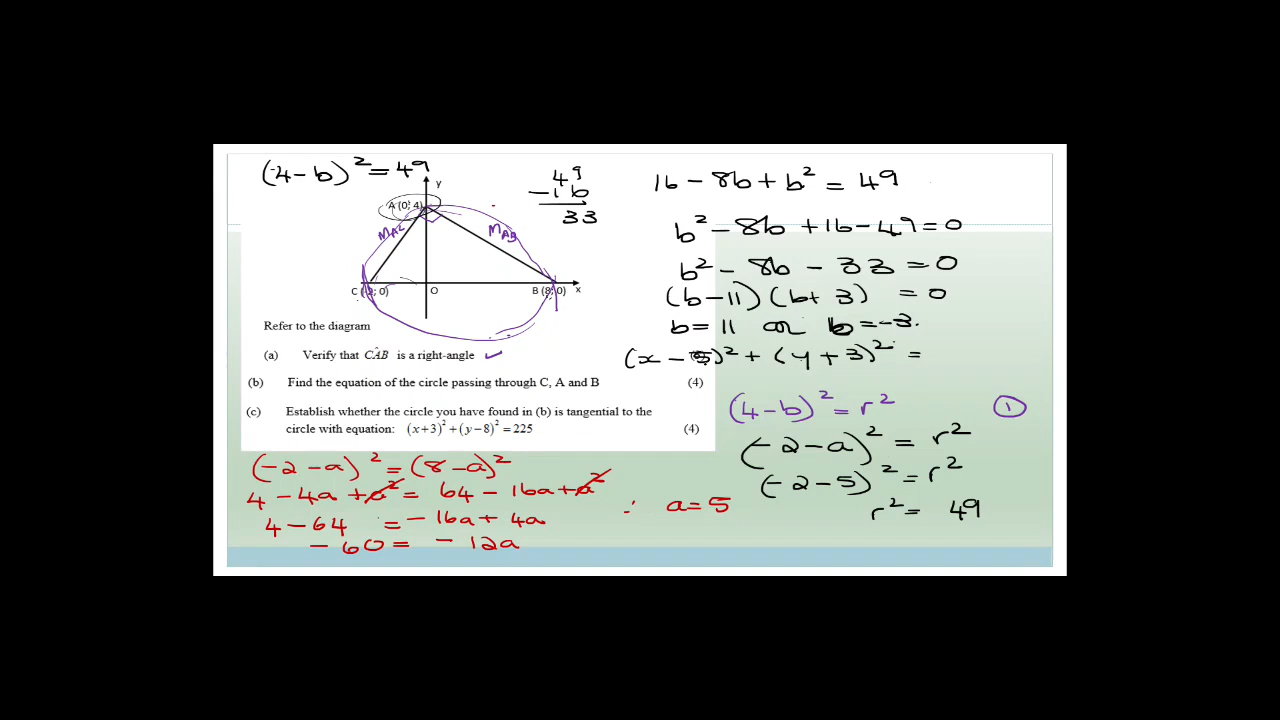 (-4 - b)² = 49
49
- 16
33
y
A (0; 4)
M_AC
M_AB
C (-2; 0)
O
B (8; 0)
x
Refer to the diagram
(a) Verify that CÂB is a right-angle ✓
(b) Find the equation of the circle passing through C, A and B (4)
(c) Establish whether the circle you have found in (b) is tangential to the
circle with equation: (x+3)² + (y−8)² = 225 (4)
16 - 8b + b² = 49
b² - 8b + 16 - 49 = 0
b² - 8b - 33 = 0
(b - 11) (b + 3) = 0
b = 11 or b = -3.
(x - 5)² + (y + 3)² =
(4 - b)² = r² ①
(-2 - a)² = r²
(-2 - 5)² = r²
r² = 49
(-2 - a)² = (8 - a)²
4 - 4a + a² = 64 - 16a + a²
4 - 64 = - 16a + 4a
- 60 = - 12a
∴ a = 5